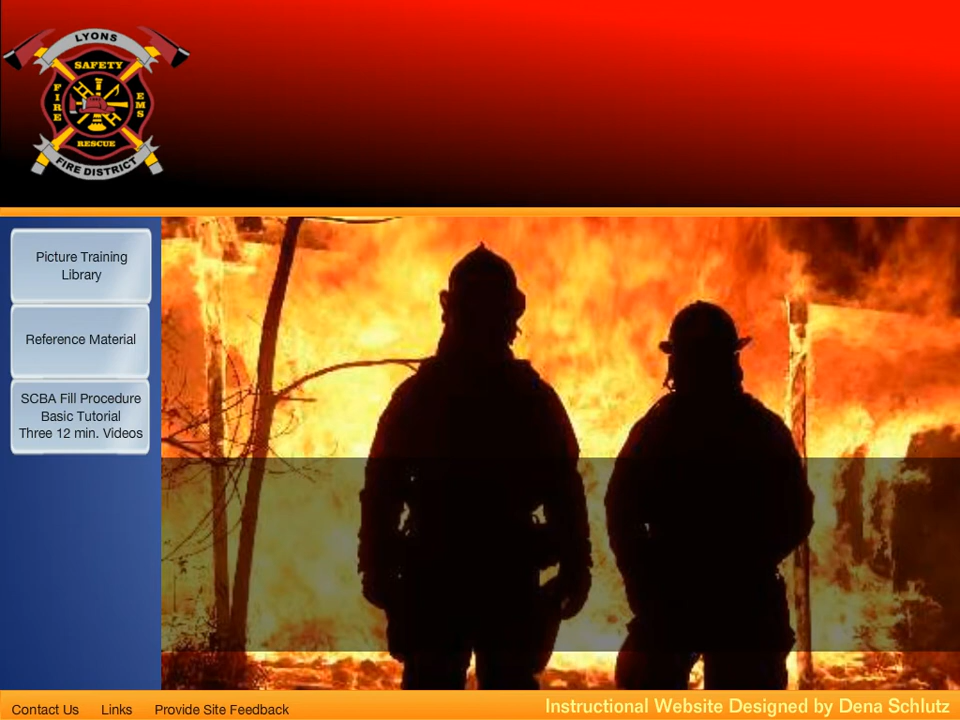 LYONS
SAFETY
FIRE
EMS
RESCUE
FIRE DISTRICT
Picture Training
Library
Reference Material
SCBA Fill Procedure
Basic Tutorial
Three 12 min. Videos
Contact Us
Links
Provide Site Feedback
Instructional Website Designed by Dena Schlutz